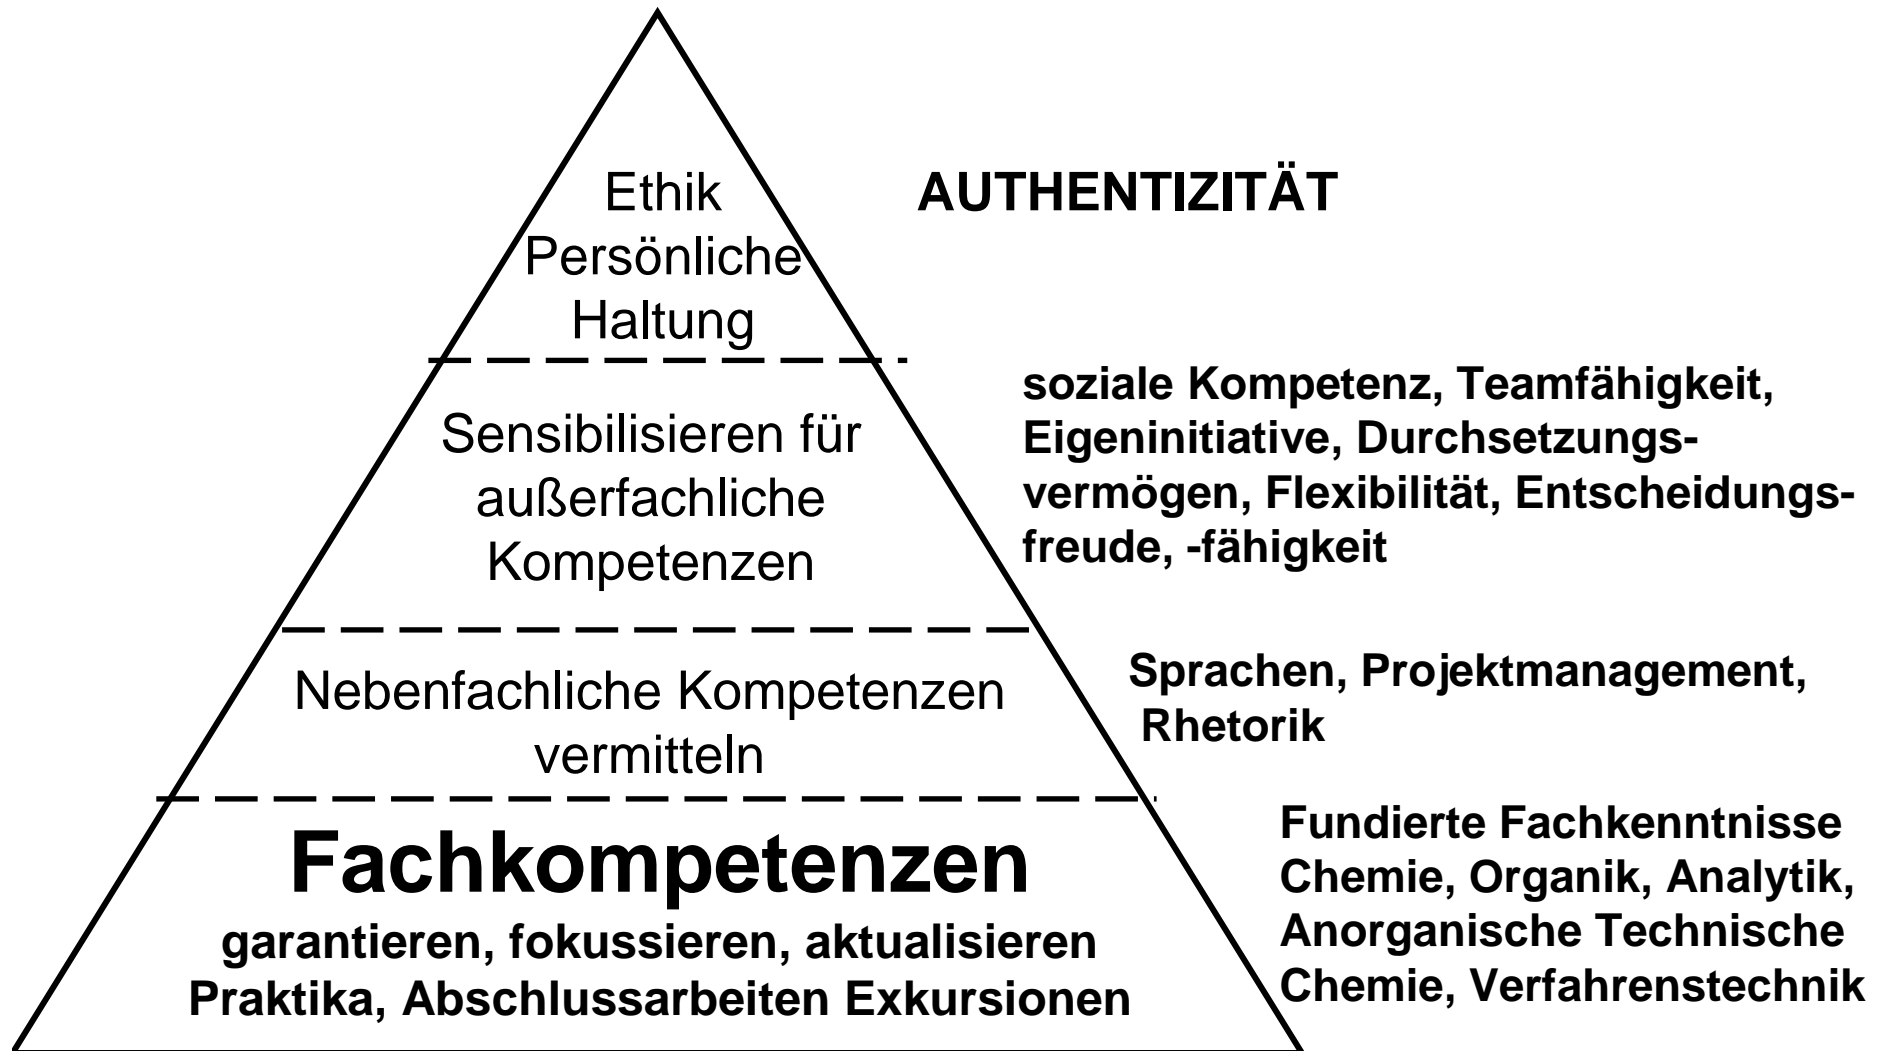 Ethik
Persönliche
Haltung
AUTHENTIZITÄT
Sensibilisieren für
außerfachliche
Kompetenzen
soziale Kompetenz, Teamfähigkeit,
Eigeninitiative, Durchsetzungs-
vermögen, Flexibilität, Entscheidungs-
freude, -fähigkeit
Nebenfachliche Kompetenzen
vermitteln
Sprachen, Projektmanagement,
Rhetorik
Fachkompetenzen
garantieren, fokussieren, aktualisieren
Praktika, Abschlussarbeiten Exkursionen
Fundierte Fachkenntnisse
Chemie, Organik, Analytik,
Anorganische Technische
Chemie, Verfahrenstechnik